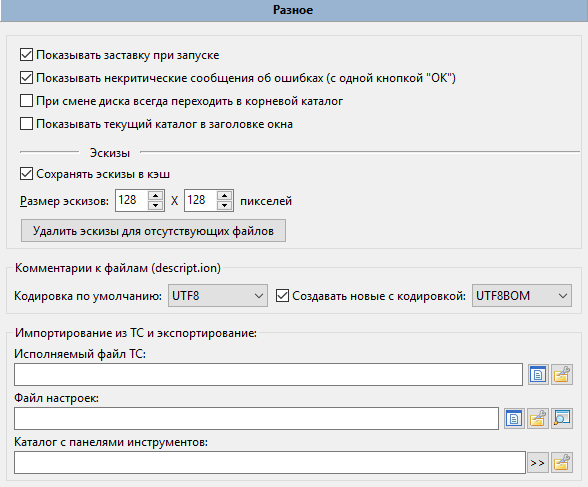 Разное
Показывать заставку при запуске
Показывать некритические сообщения об ошибках (с одной кнопкой "OK")
При смене диска всегда переходить в корневой каталог
Показывать текущий каталог в заголовке окна
Эскизы
Сохранять эскизы в кэш
Размер эскизов: 128 X 128 пикселей
Удалить эскизы для отсутствующих файлов
Комментарии к файлам (descript.ion)
Кодировка по умолчанию: UTF8 Создавать новые с кодировкой: UTF8BOM
Импортирование из TC и экспортирование:
Исполняемый файл TC:
Файл настроек:
Каталог с панелями инструментов:
>>